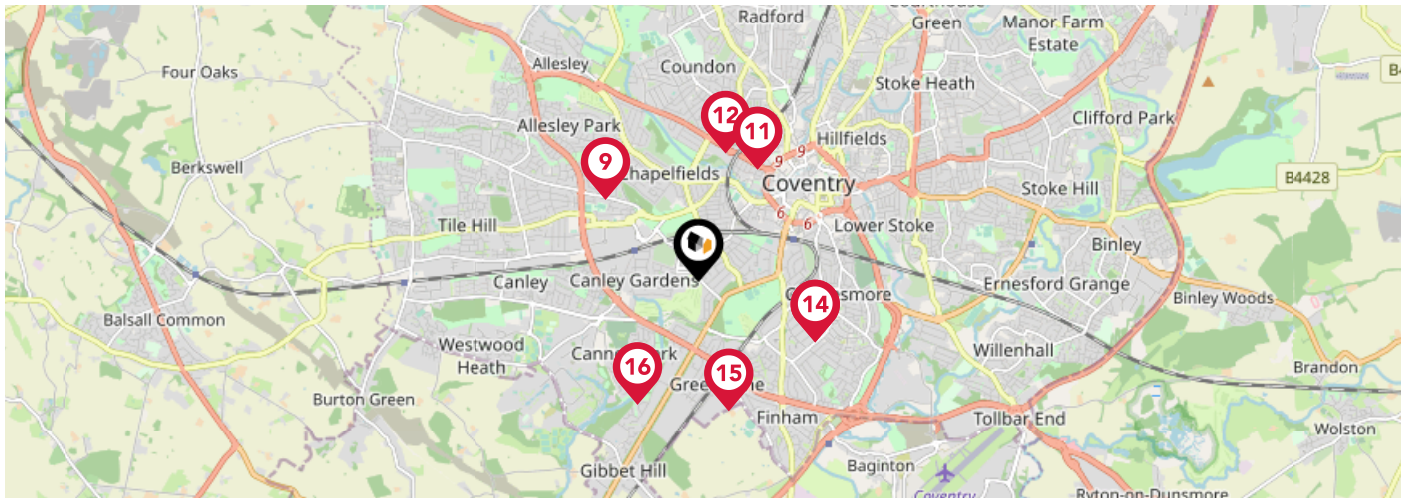 Radford
Green
Manor Farm
Estate
Four Oaks
Allesley
Coundon
Stoke Heath
Allesley Park
12
11
Hillfields
Clifford Park
Berkswell
9
9
9
Chapelfields
Coventry
Stoke Hill
B4428
Tile Hill
6
6
Lower Stoke
Binley
Canley
Canley Gardens
Ernesford Grange
Binley Woods
14
Balsall Common
Westwood
Heath
16
15
Willenhall
Brandon
Burton Green
Finham
Tollbar End
Wolston
Gibbet Hill
Baginton
Coventry
Ryton-on-Dunsmore